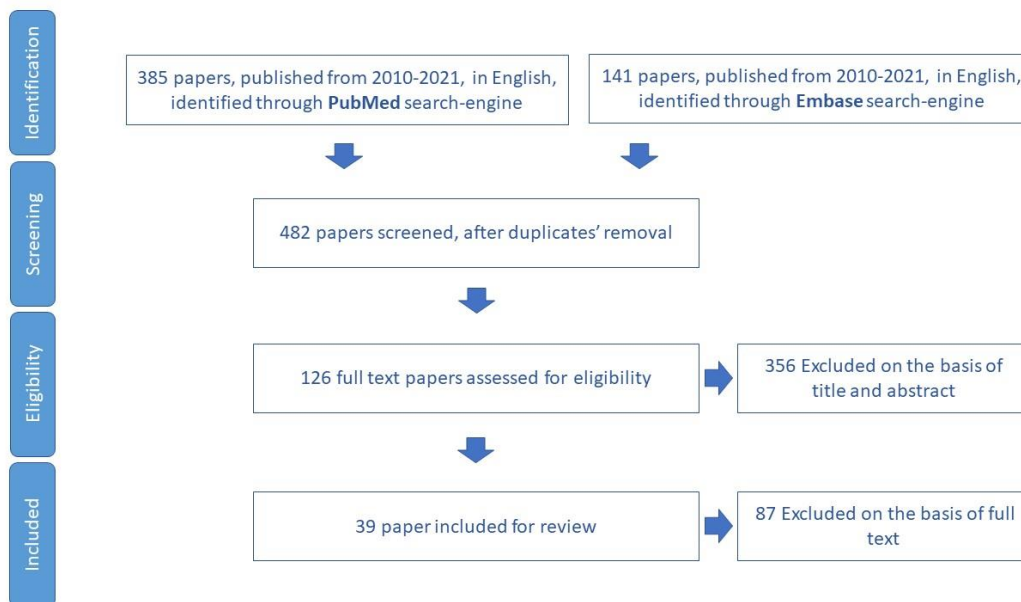 Identification
385 papers, published from 2010-2021, in English,
identified through PubMed search-engine
141 papers, published from 2010-2021, in English,
identified through Embase search-engine
Screening
482 papers screened, after duplicates’ removal
Eligibility
126 full text papers assessed for eligibility
356 Excluded on the basis of
title and abstract
Included
39 paper included for review
87 Excluded on the basis of full
text